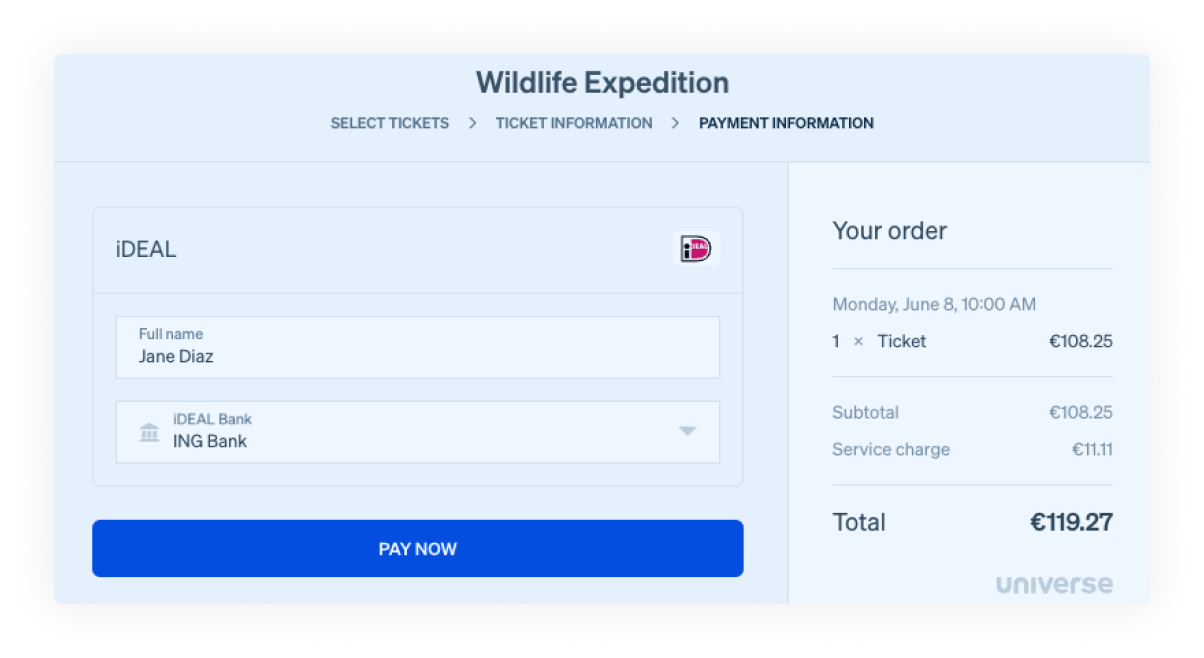 Wildlife Expedition
SELECT TICKETS > TICKET INFORMATION > PAYMENT INFORMATION
iDEAL
iDEAL
Full name
Jane Diaz
iDEAL Bank
ING Bank
PAY NOW
Your order
Monday, June 8, 10:00 AM
1 × Ticket €108.25
Subtotal €108.25
Service charge €11.11
Total €119.27
universe